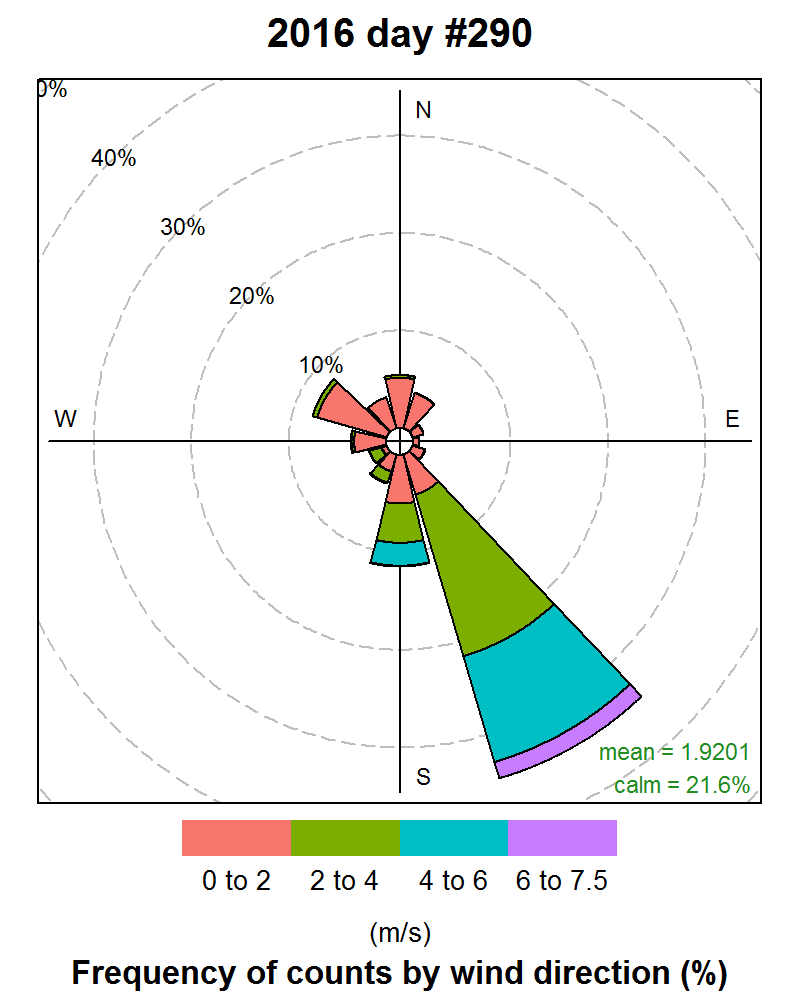 2016 day #290
0%
N
40%
30%
20%
10%
W
E
S
mean = 1.9201
calm = 21.6%
0 to 2 2 to 4 4 to 6 6 to 7.5
(m/s)
Frequency of counts by wind direction (%)